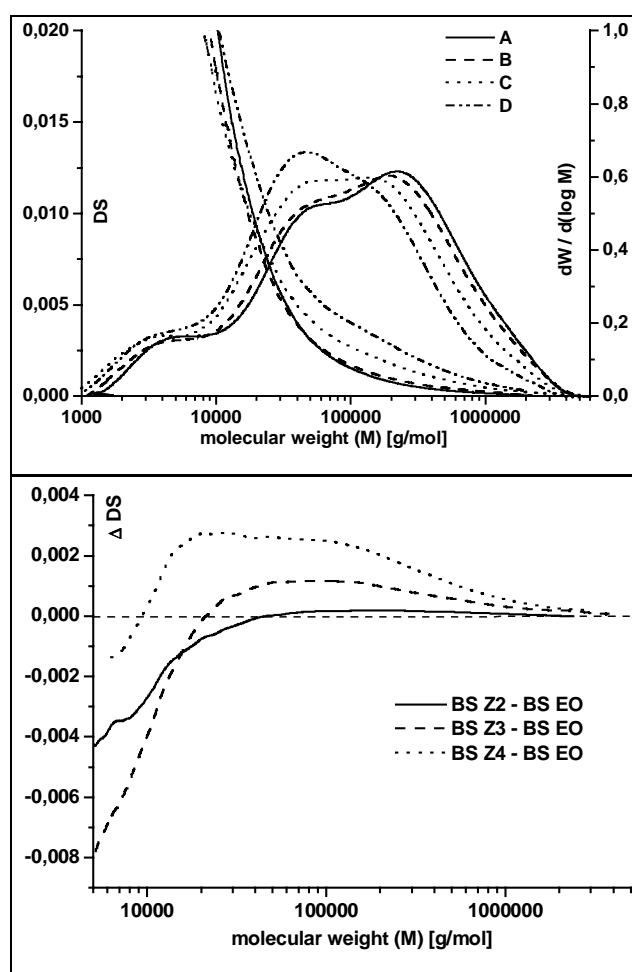 0,020
0,015
0,010
0,005
0,000
DS
A
B
C
D
1,0
0,8
0,6
0,4
0,2
0,0
dW / d(log M)
1000
10000
100000
1000000
molecular weight (M) [g/mol]
0,004
0,002
0,000
-0,002
-0,004
-0,006
-0,008
Δ DS
BS Z2 - BS EO
BS Z3 - BS EO
BS Z4 - BS EO
10000
100000
1000000
molecular weight (M) [g/mol]